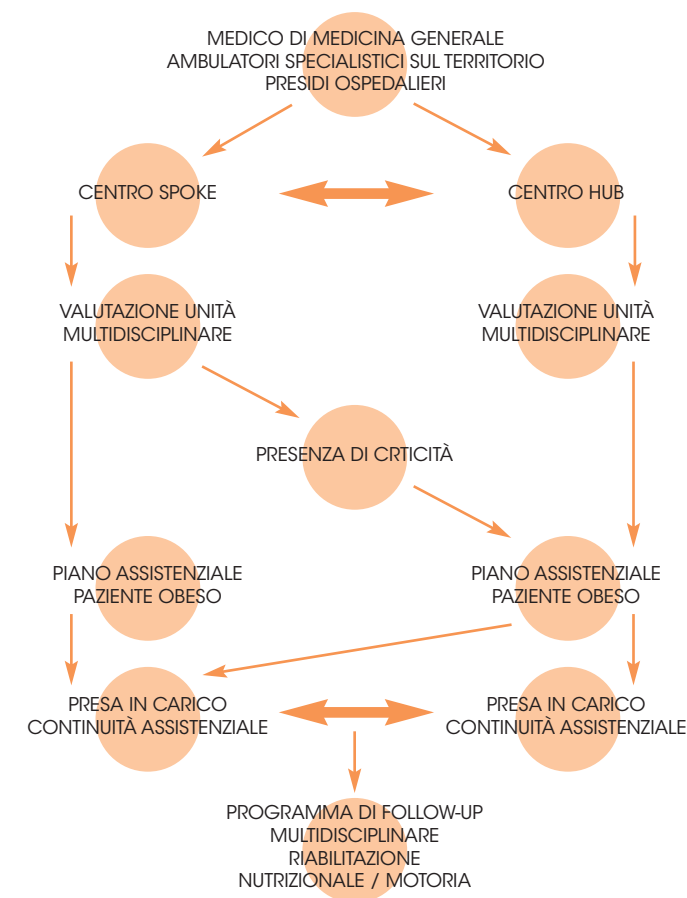 MEDICO DI MEDICINA GENERALE
AMBULATORI SPECIALISTICI SUL TERRITORIO
PRESIDI OSPEDALIERI
CENTRO SPOKE
CENTRO HUB
VALUTAZIONE UNITÀ
MULTIDISCIPLINARE
VALUTAZIONE UNITÀ
MULTIDISCIPLINARE
PRESENZA DI CRTICITÀ
PIANO ASSISTENZIALE
PAZIENTE OBESO
PIANO ASSISTENZIALE
PAZIENTE OBESO
PRESA IN CARICO
CONTINUITÀ ASSISTENZIALE
PRESA IN CARICO
CONTINUITÀ ASSISTENZIALE
PROGRAMMA DI FOLLOW-UP
MULTIDISCIPLINARE
RIABILITAZIONE
NUTRIZIONALE / MOTORIA